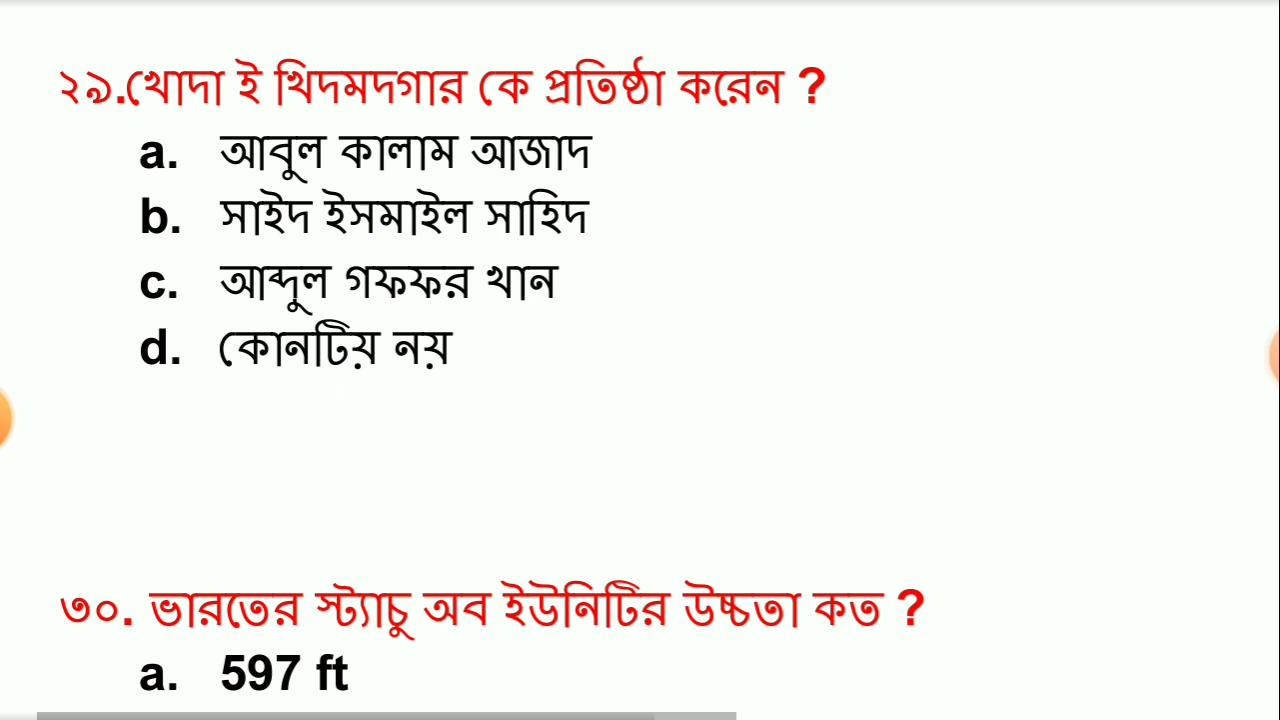 ২৯.খোদা ই খিদমদগার কে প্রতিষ্ঠা করেন ?
a. আবুল কালাম আজাদ
b. সাইদ ইসমাইল সাহিদ
c. আব্দুল গফফর খান
d. কোনটিয় নয়
৩০. ভারতের স্ট্যাচু অব ইউনিটির উচ্চতা কত ?
a. 597 ft